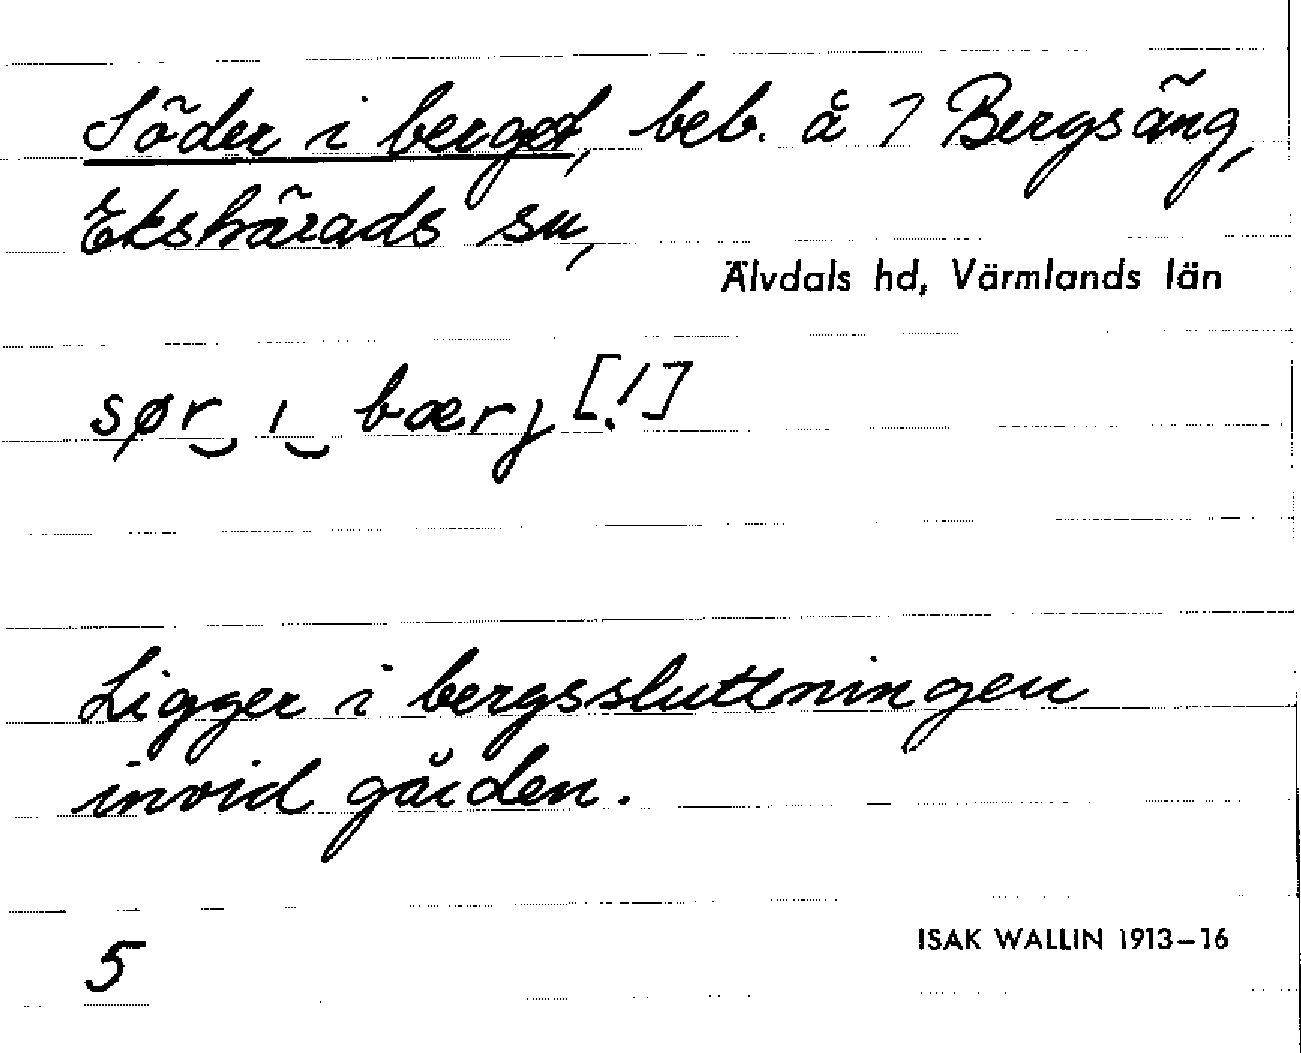 Söder i berget, beb. å 7 Bergsäng,
Ekshärads sn,
Älvdals hd, Värmlands län
sør‿ı‿bærj [!]
Ligger i bergssluttningen
invid gården.
5
ISAK WALLIN 1913–16